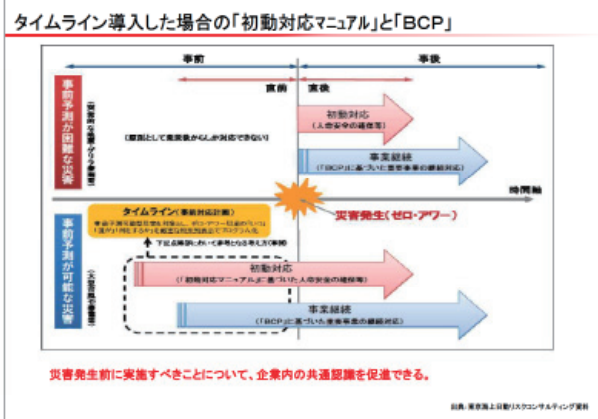 タイムライン導入した場合の「初動対応ﾏﾆｭｱﾙ」と「BCP」
事前
事後
直前
直後
事前予測が困難な災害
初動対応
(人命安全の確保等)
(原則として発災後からしか対応できない)
事業継続
(「BCP」に基づいた重要事業の継続対応)
時間軸
タイムライン(事前対応計画)
災害発生(ゼロ・アワー)
事前予測が可能な災害
初動対応
(「初動対応マニュアル」に基づいた人命安全の確保等)
事業継続
(「BCP」に基づいた重要事業の継続対応)
災害発生前に実施すべきことについて、企業内の共通認識を促進できる。
出典:東京海上日動リスクコンサルティング資料